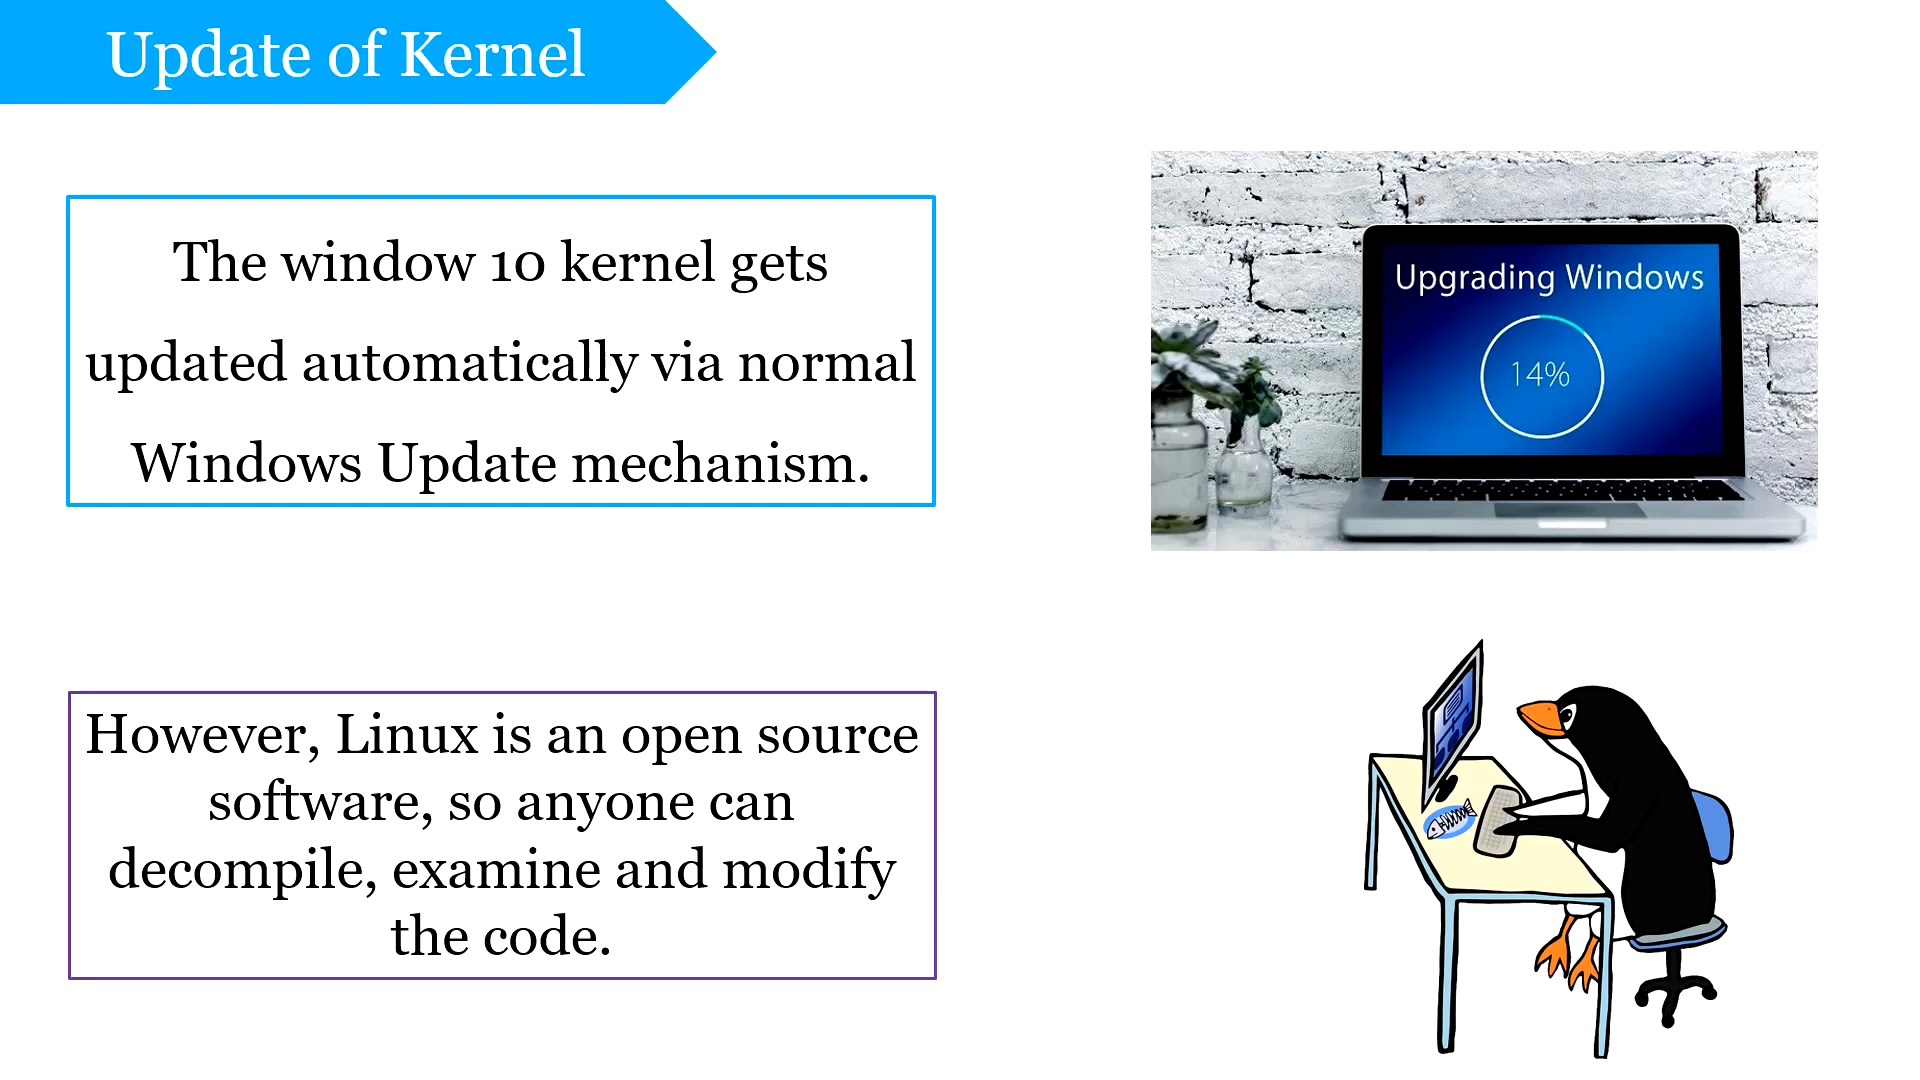 Update of Kernel
The window 10 kernel gets
updated automatically via normal
Windows Update mechanism.
Upgrading Windows
14%
However, Linux is an open source
software, so anyone can
decompile, examine and modify
the code.